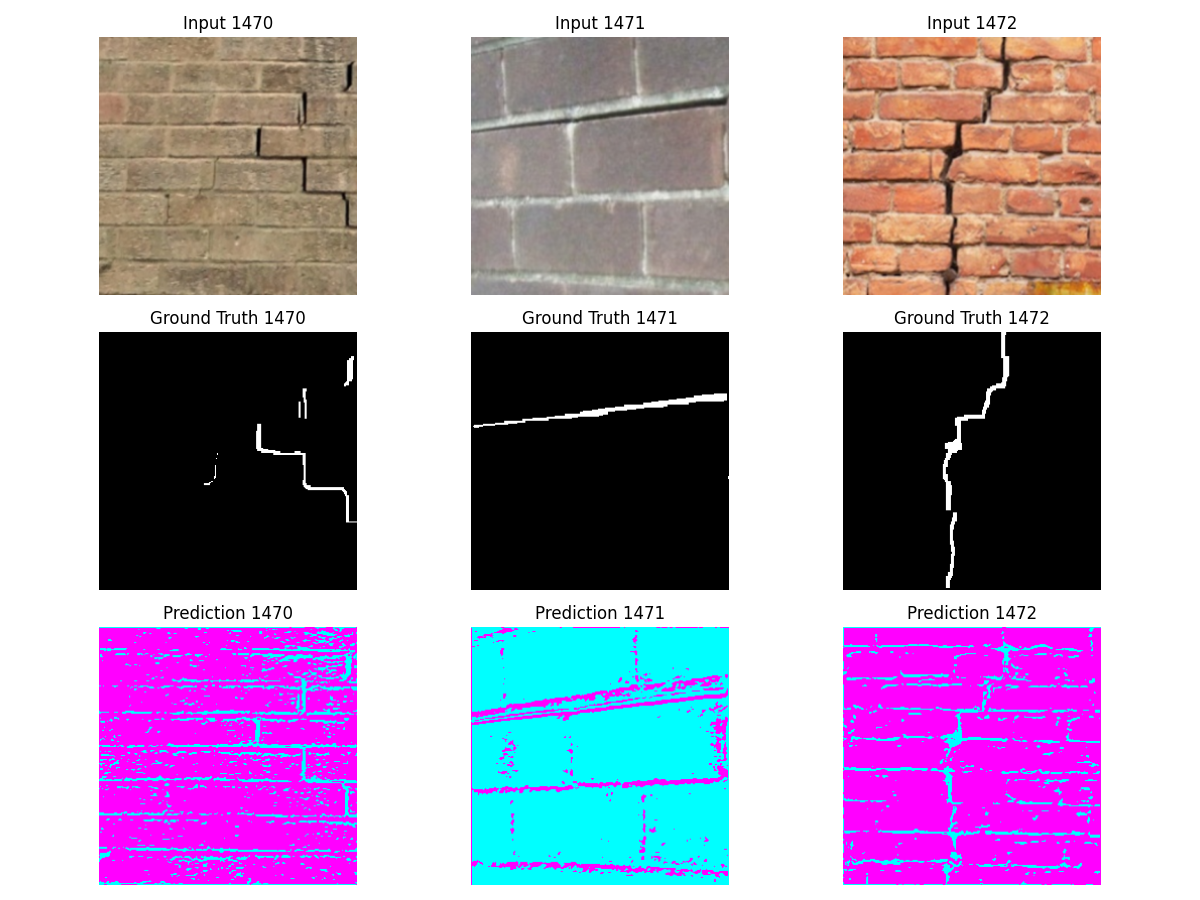 Input 1470
Input 1471
Input 1472
Ground Truth 1470
Ground Truth 1471
Ground Truth 1472
Prediction 1470
Prediction 1471
Prediction 1472